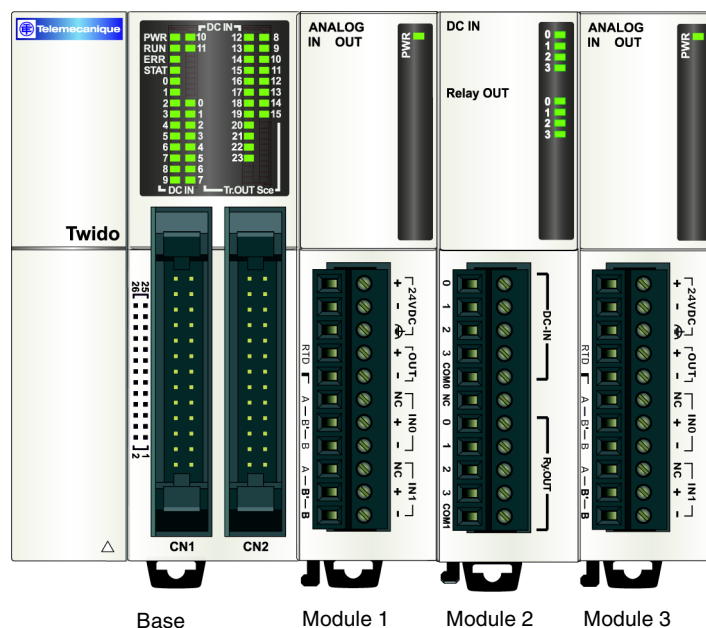 Telemecanique
DC IN
PWR 10 12 8
RUN 11 13 9
ERR 14 10
STAT 15 11
0 16 12
1 17 13
2 0 18 14
3 1 19 15
4 2 20
5 3 21
6 4 22
7 5 23
8 6
9 7
DC IN Tr.OUT Sce
Twido
26 25
2 1
CN1 CN2
△
ANALOG
IN OUT
PWR
+ - 24VDC
+ - OUT
NC + - IN0
NC + - IN1
RTD
A B' B
A B' B
DC IN
0
1
2
3
Relay OUT
0
1
2
3
0 1 2 3 COM0 NC 0 1 2 3 COM1
DC-IN
Ry.OUT
ANALOG
IN OUT
PWR
+ - 24VDC
+ - OUT
NC + - IN0
NC + - IN1
RTD
A B' B
A B' B
Base Module 1 Module 2 Module 3